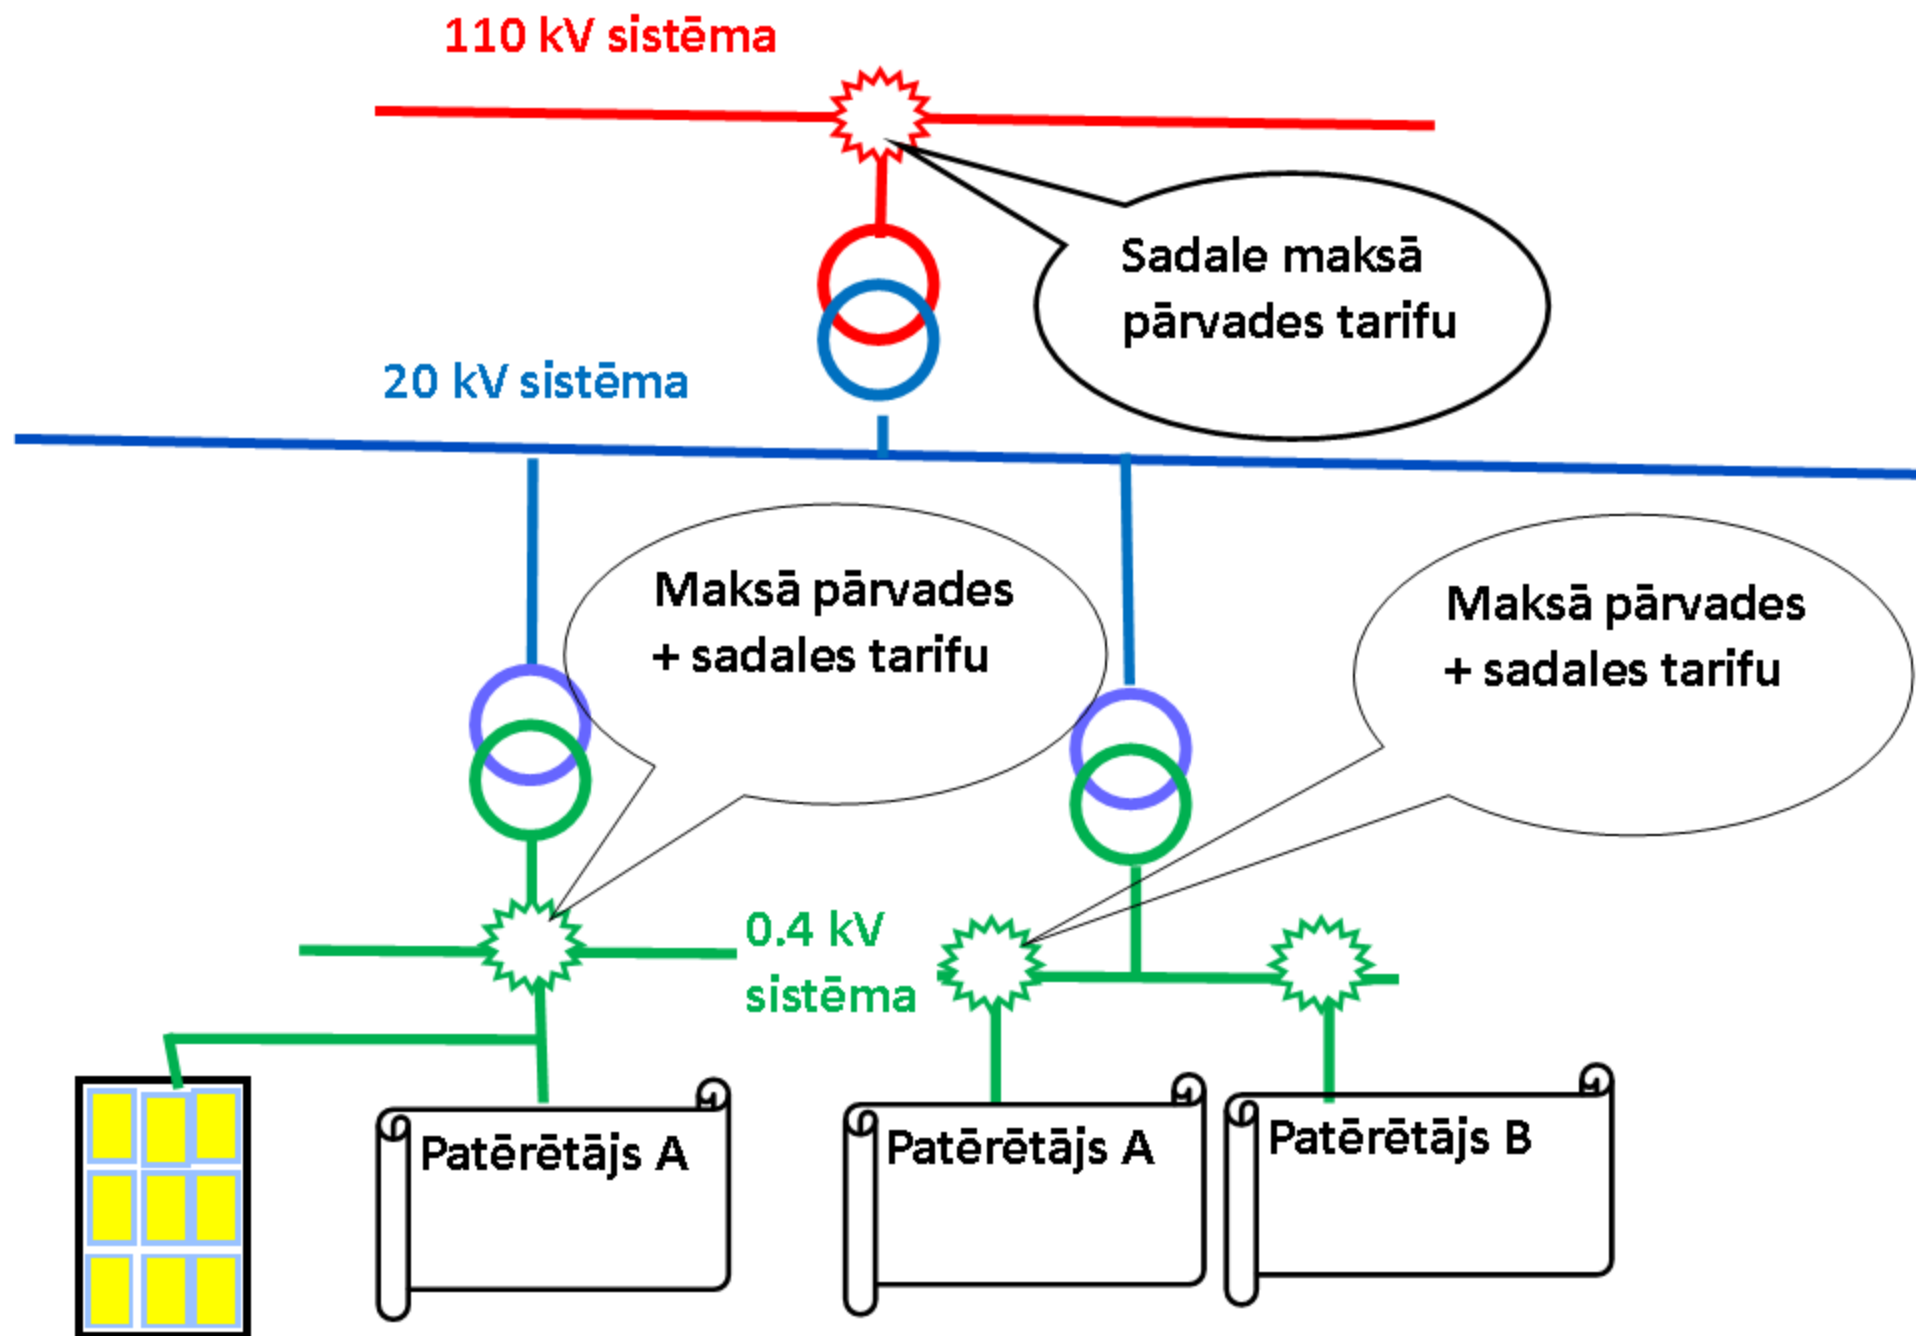 110 kV sistēma
Sadale maksā
pārvades tarifu
20 kV sistēma
Maksā pārvades
+ sadales tarifu
Maksā pārvades
+ sadales tarifu
0.4 kV
sistēma
Patērētājs A
Patērētājs A
Patērētājs B